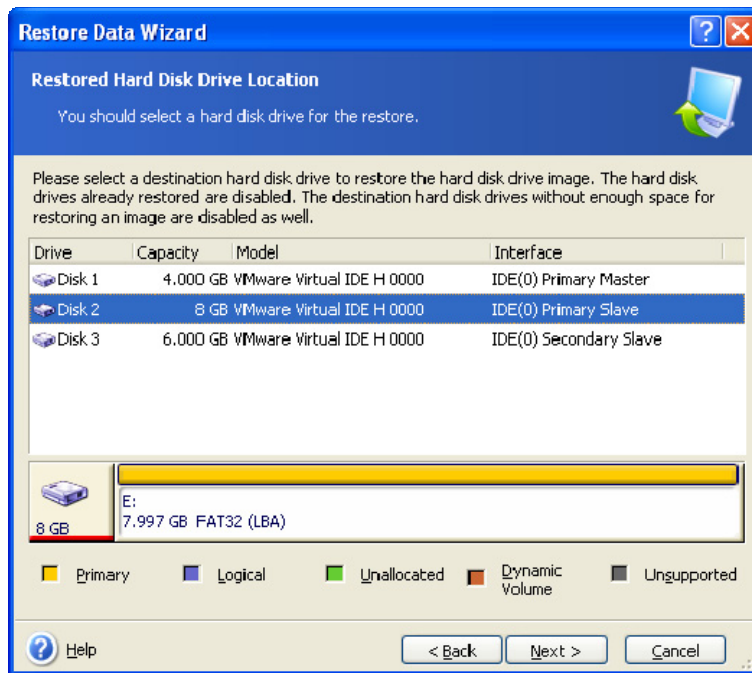 Restore Data Wizard
Restored Hard Disk Drive Location
You should select a hard disk drive for the restore.
Please select a destination hard disk drive to restore the hard disk drive image. The hard disk
drives already restored are disabled. The destination hard disk drives without enough space for
restoring an image are disabled as well.
Drive Capacity Model Interface
Disk 1 4.000 GB VMware Virtual IDE H 0000 IDE(0) Primary Master
Disk 2 8 GB VMware Virtual IDE H 0000 IDE(0) Primary Slave
Disk 3 6.000 GB VMware Virtual IDE H 0000 IDE(0) Secondary Slave
E:
8 GB 7.997 GB FAT32 (LBA)
Primary Logical Unallocated Dynamic Volume Unsupported
Help < Back Next > Cancel